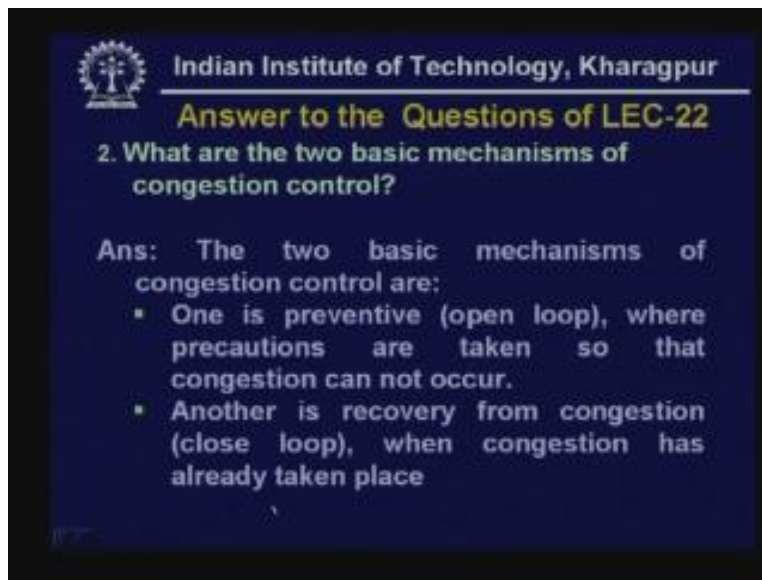 Indian Institute of Technology, Kharagpur
Answer to the Questions of LEC-22
2. What are the two basic mechanisms of
congestion control?
Ans: The two basic mechanisms of
congestion control are:
▪ One is preventive (open loop), where
precautions are taken so that
congestion can not occur.
▪ Another is recovery from congestion
(close loop), when congestion has
already taken place